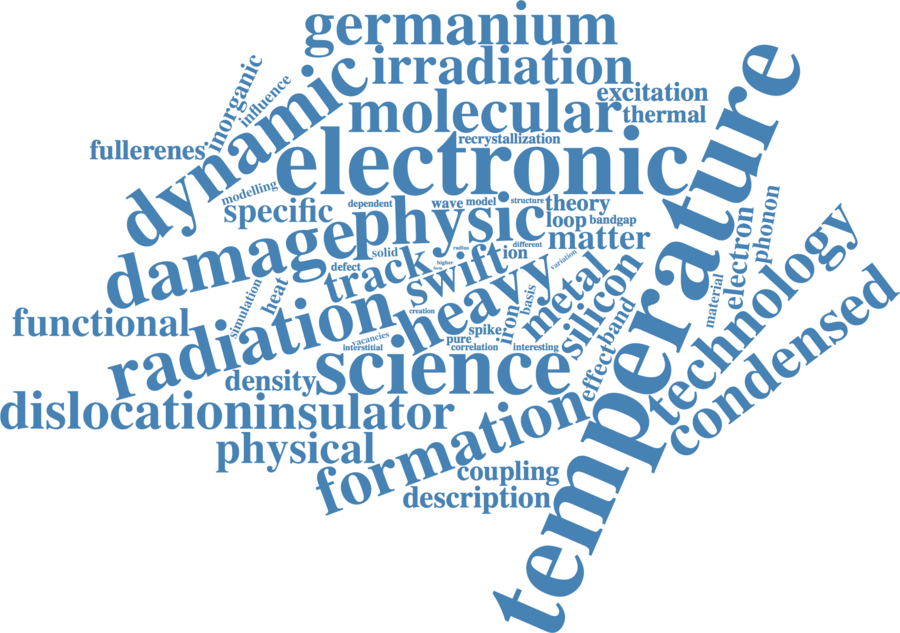 germanium
irradiation
dynamic
inorganic
influence
excitation
molecular
thermal
recrystallization
fullerenes
electronic
temperature
modelling
dependent
wave
model
structure
theory
specific
physic
loop
bandgap
phonon
electron
damage
solid
different
matter
ion
radius
higher
form
variation
defect
track
swift
heavy
metal
silicon
material
technology
simulation
heat
functional
radiation
creation
iron
basis
band
condensed
vacancies
spike
pure
interstitial
correlation
interesting
effect
density
science
dislocation
insulator
formation
physical
coupling
description